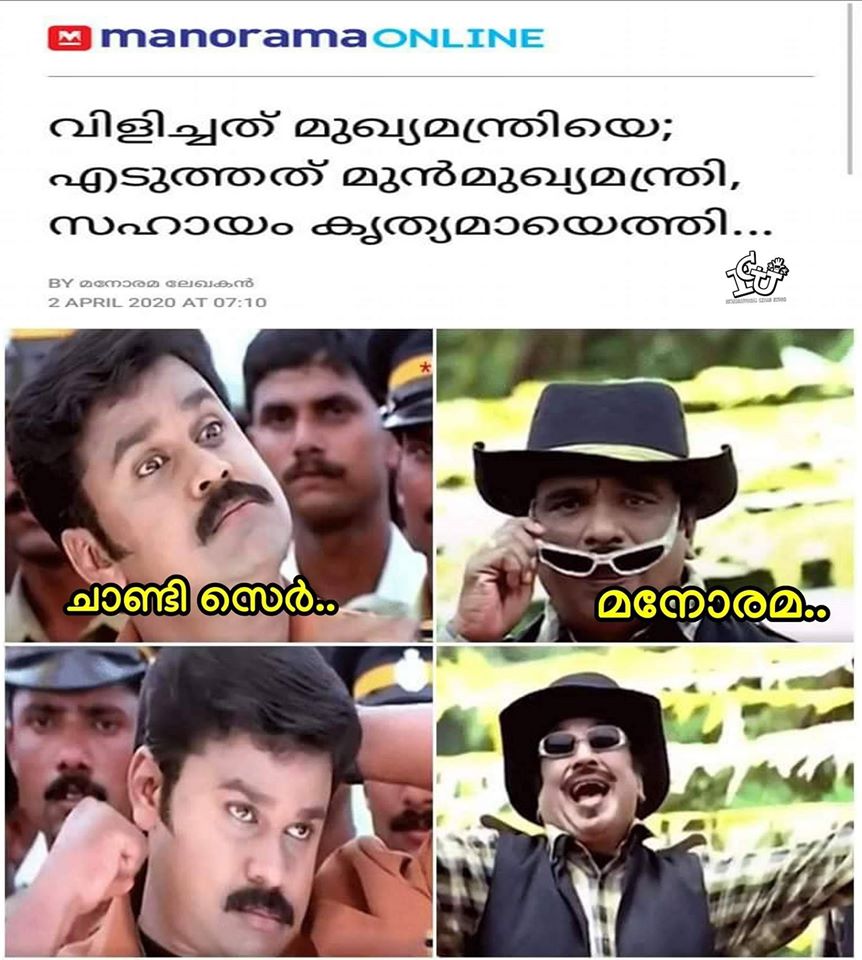 manorama ONLINE
വിളിച്ചത് മുഖ്യമന്ത്രിയെ;
എടുത്തത് മുൻമുഖ്യമന്ത്രി,
സഹായം കൃത്യമായെത്തി...
BY മനോരമ ലേഖകൻ
2 APRIL 2020 AT 07:10
ICU
ചാണ്ടി സെർ..
മനോരമ..